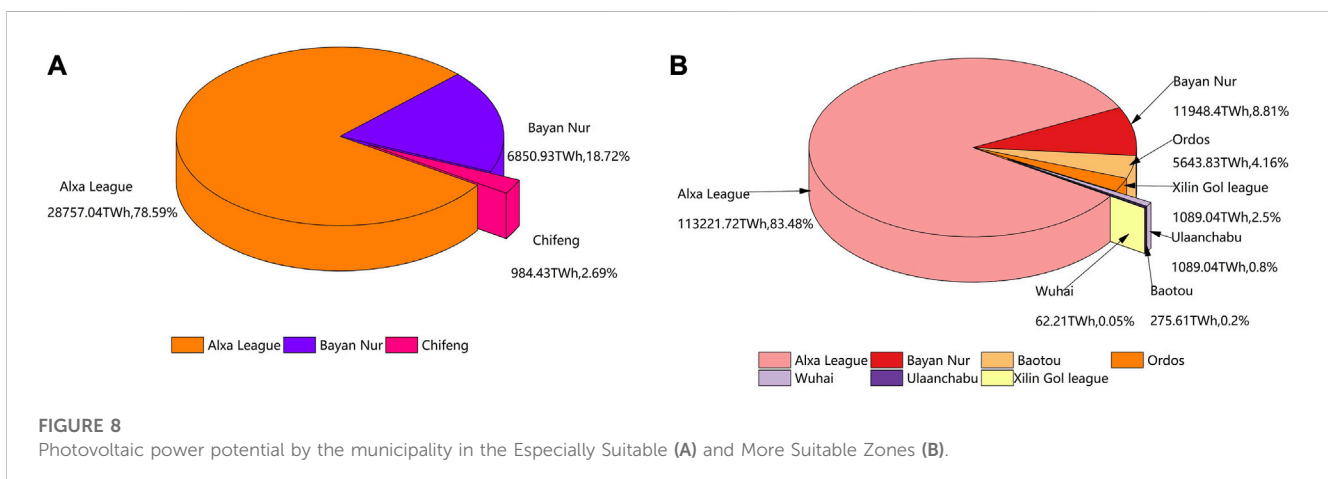 A
Bayan Nur
6850.93TWh,18.72%
Alxa League
28757.04TWh,78.59%
Chifeng
984.43TWh,2.69%
Alxa League
Bayan Nur
Chifeng
B
Bayan Nur
11948.4TWh,8.81%
Ordos
5643.83TWh,4.16%
Xilin Gol league
1089.04TWh,2.5%
Ulaanchabu
1089.04TWh,0.8%
Alxa League
113221.72TWh,83.48%
Wuhai
62.21TWh,0.05%
Baotou
275.61TWh,0.2%
Alxa League Bayan Nur Baotou Ordos
Wuhai Ulaanchabu Xilin Gol league
FIGURE 8
Photovoltaic power potential by the municipality in the Especially Suitable (A) and More Suitable Zones (B).